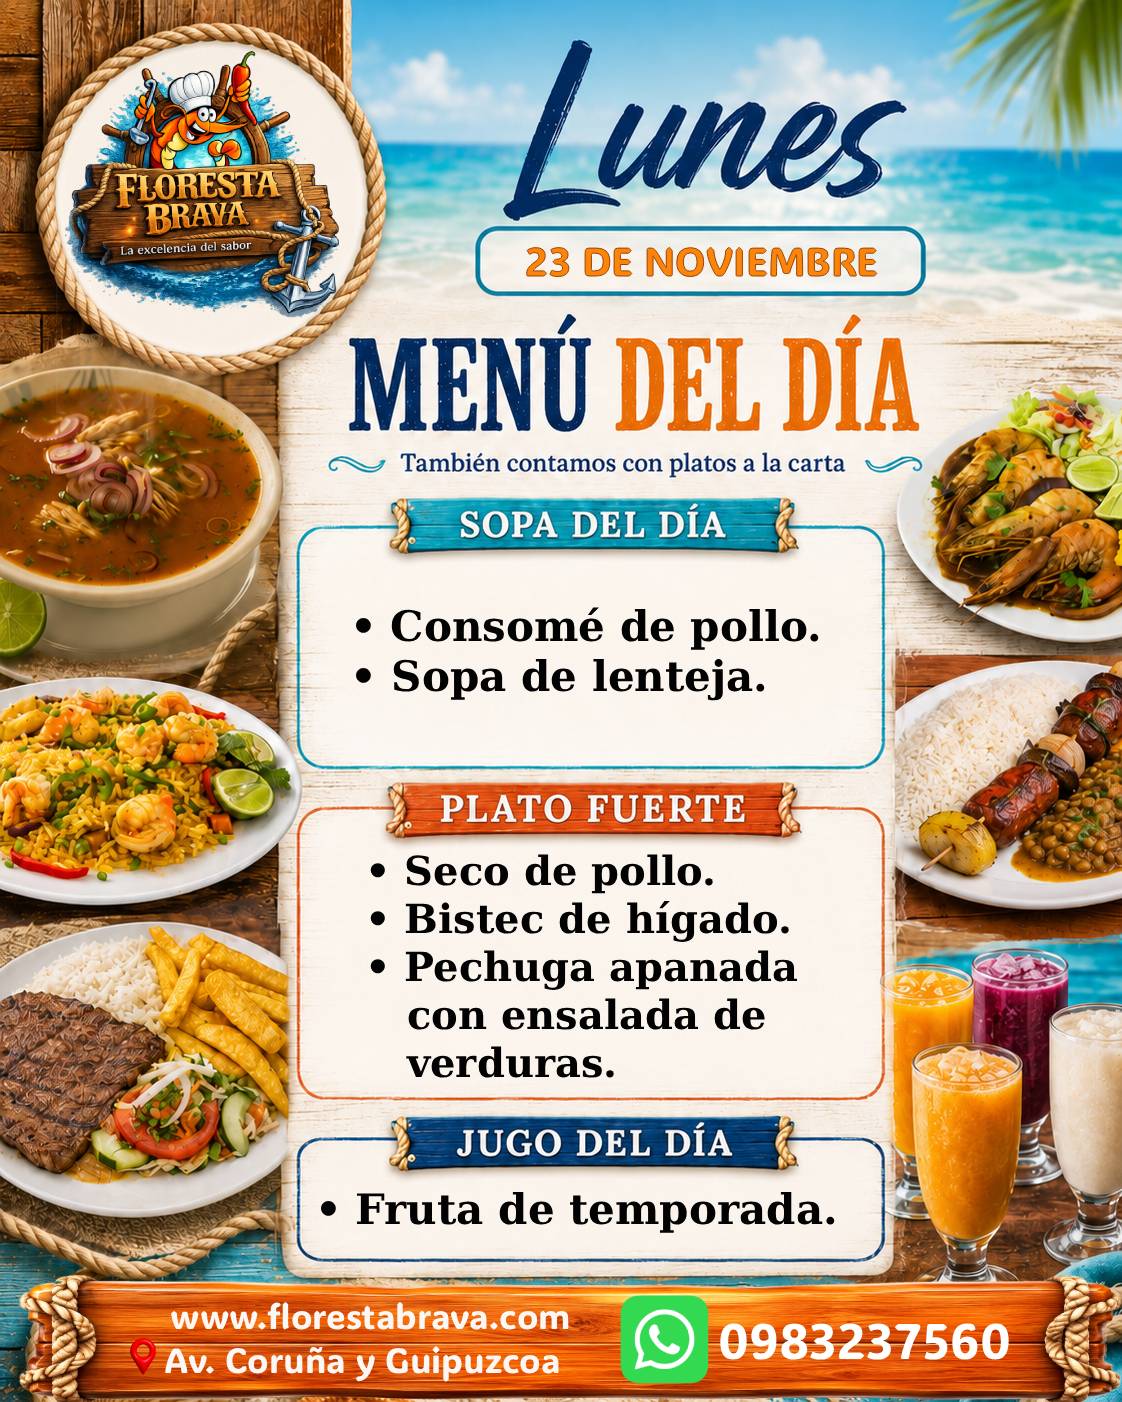 FLORESTA
BRAVA
La excelencia del sabor
Lunes
23 DE NOVIEMBRE
MENÚ DEL DÍA
También contamos con platos a la carta
SOPA DEL DÍA
• Consomé de pollo.
• Sopa de lenteja.
PLATO FUERTE
• Seco de pollo.
• Bistec de hígado.
• Pechuga apanada
con ensalada de
verduras.
JUGO DEL DÍA
• Fruta de temporada.
www.florestabrava.com
Av. Coruña y Guipuzcoa
0983237560